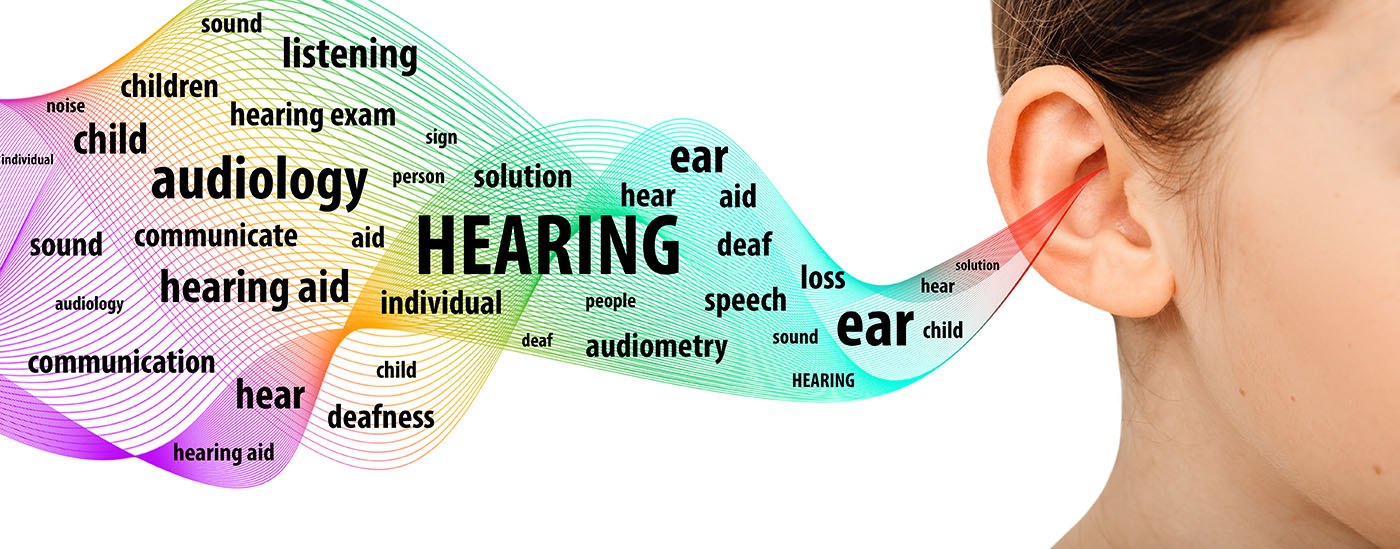 sound
listening
children
noise
hearing exam
child
sign
individual
audiology
person
solution
ear
hear
aid
sound
communicate
aid
HEARING
deaf
solution
loss
hear
hearing aid
individual
audiology
people
speech
ear
child
sound
deaf
audiometry
communication
child
HEARING
hear
deafness
hearing aid